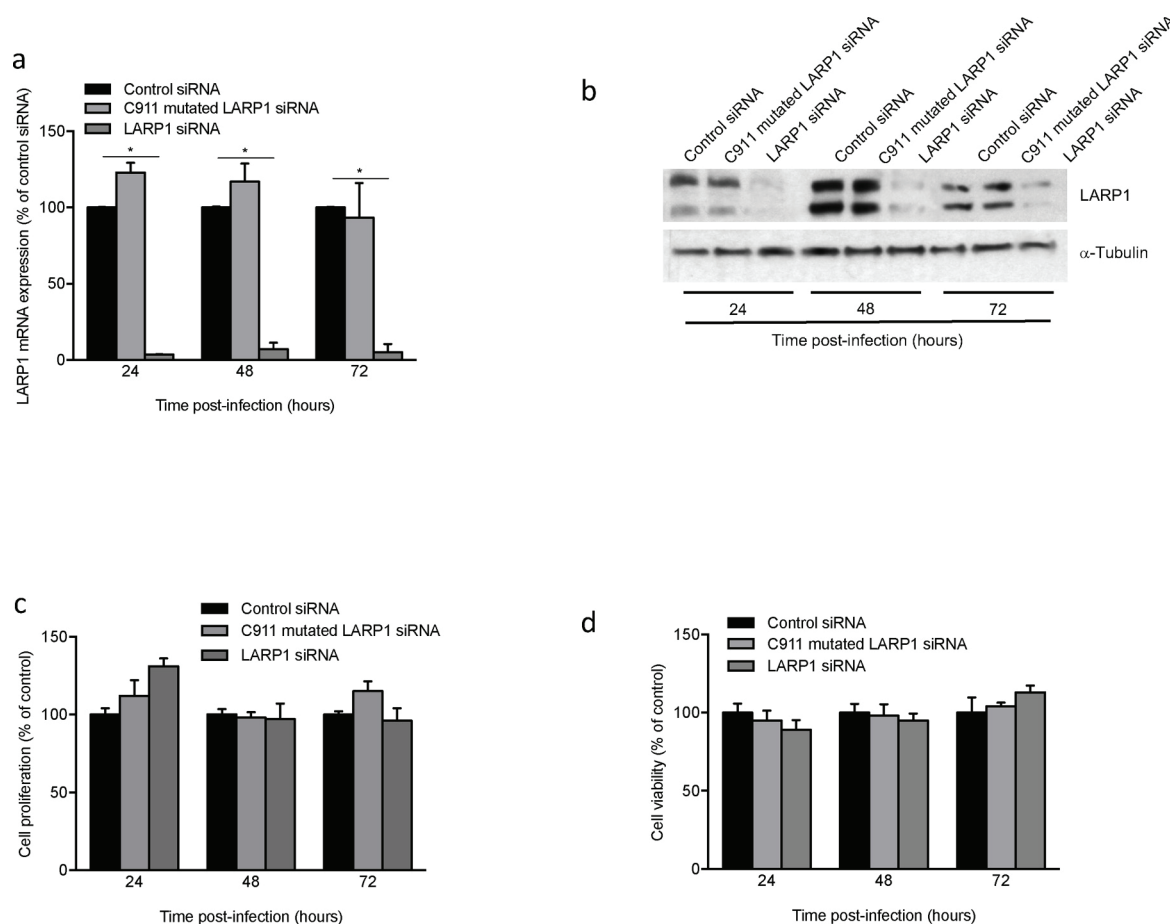 a
Control siRNA
C911 mutated LARP1 siRNA
LARP1 siRNA
LARP1 mRNA expression (% of control siRNA)
150
100
50
0
*
*
*
24 48 72
Time post-infection (hours)
b
Control siRNA
C911 mutated LARP1 siRNA
LARP1 siRNA
Control siRNA
C911 mutated LARP1 siRNA
LARP1 siRNA
Control siRNA
C911 mutated LARP1 siRNA
LARP1 siRNA
LARP1
α-Tubulin
24 48 72
Time post-infection (hours)
c
Control siRNA
C911 mutated LARP1 siRNA
LARP1 siRNA
Cell proliferation (% of control)
150
100
50
0
24 48 72
Time post-infection (hours)
d
Control siRNA
C911 mutated LARP1 siRNA
LARP1 siRNA
Cell viability (% of control)
150
100
50
0
24 48 72
Time post-infection (hours)